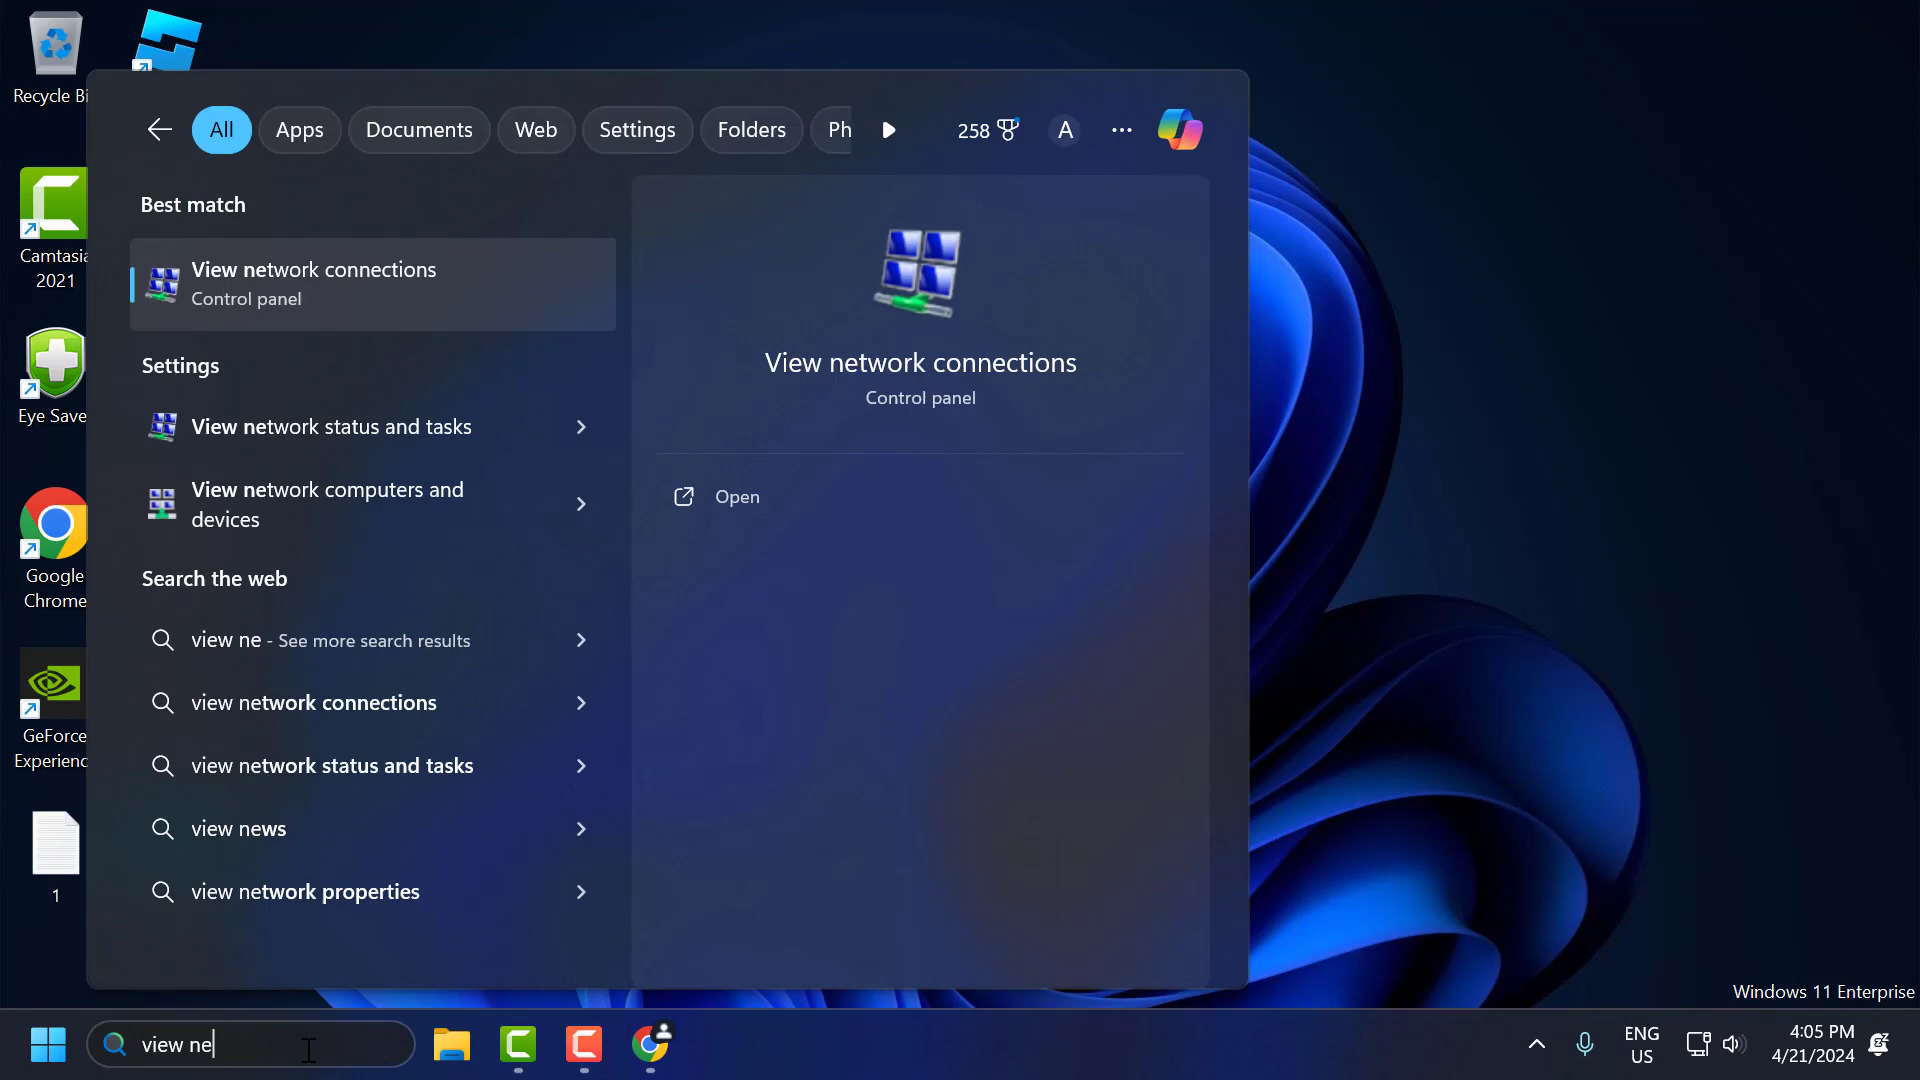 Recycle Bi
All
Apps
Documents
Web
Settings
Folders
Ph
258
A
Best match
View network connections
Control panel
Settings
View network status and tasks
View network computers and
devices
Search the web
view ne - See more search results
view network connections
view network status and tasks
view news
view network properties
View network connections
Control panel
Open
Camtasia
2021
Eye Save
Google
Chrome
GeForce
Experienc
1
Windows 11 Enterprise
view ne
ENG
US
4:05 PM
4/21/2024